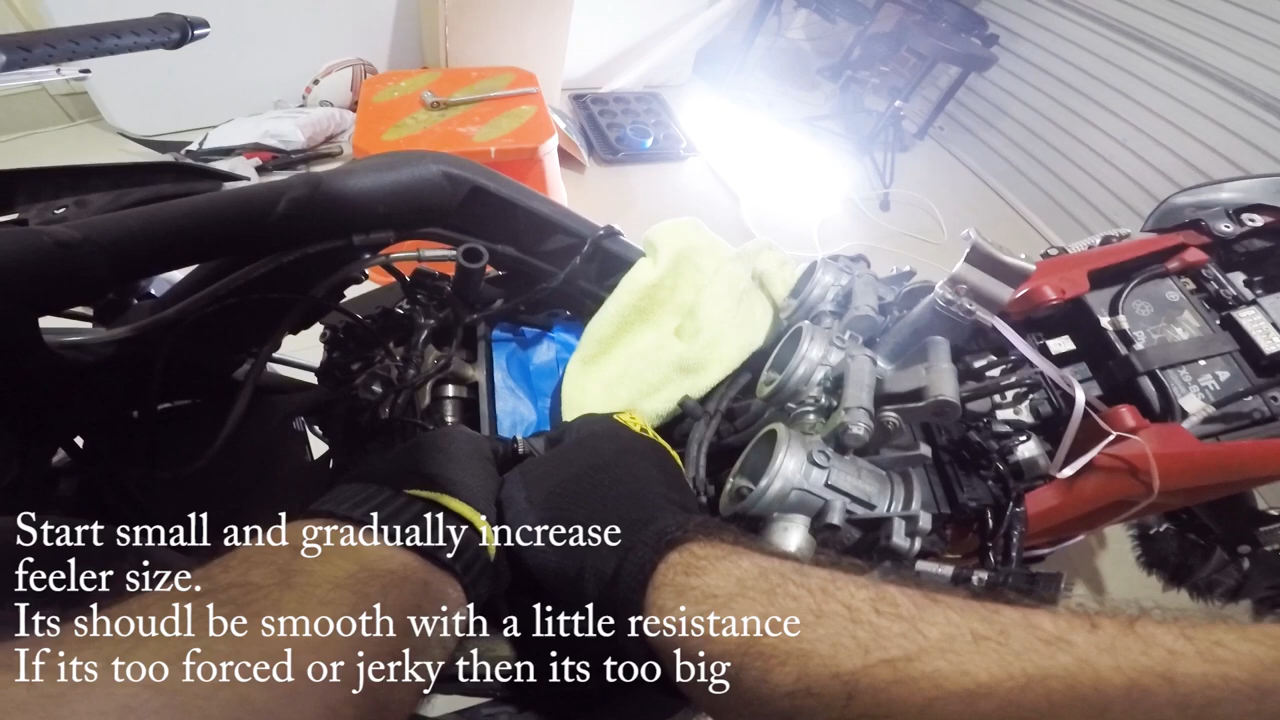 Start small and gradually increase
feeler size.
Its shoudl be smooth with a little resistance
If its too forced or jerky then its too big